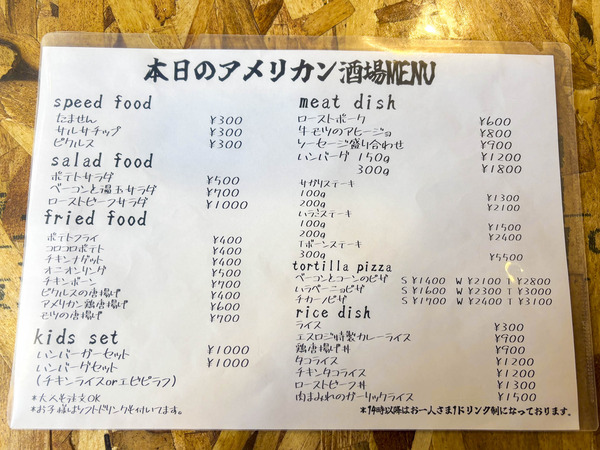 本日のアメリカン酒場MENU
speed food
たません ¥300
サルサチップ ¥300
ピクルス ¥300
salad food
ポテトサラダ ¥500
ベーコンと温玉サラダ ¥700
ローストビーフサラダ ¥1000
fried food
ポテトフライ ¥400
コロコロポテト ¥400
チキンナゲット ¥400
オニオンリング ¥500
チキンボーン ¥700
ピクルスの唐揚げ ¥400
アメリカン鶏唐揚げ ¥600
モツの唐揚げ ¥700
kids set
ハンバーガーセット ¥1000
ハンバーグセット ¥1000
(チキンライスorエビピラフ)
*大人も注文OK
*お子様はソフトドリンクも付いてます。
meat dish
ローストポーク ¥600
牛モツのアヒージョ ¥800
ソーセージ盛り合わせ ¥900
ハンバーグ 150g ¥1200
300g ¥1800
サガリステーキ
100g ¥1300
200g ¥2100
ハラミステーキ
100g ¥1500
200g ¥2400
Tボーンステーキ
300g ¥5500
tortilla pizza
ベーコンとコーンのピザ S ¥1400 W ¥2100 T ¥2800
ハラペーニョピザ S ¥1600 W ¥2300 T ¥3000
チカーノピザ S ¥1700 W ¥2400 T ¥3100
rice dish
ライス ¥300
エスロジ特製カレーライス ¥900
鶏唐揚げ丼 ¥900
タコライス ¥1200
チキンタコライス ¥1200
ローストビーフ丼 ¥1300
肉まみれのガーリックライス ¥1500
*14時以降はお一人さま1ドリンク制になっております。